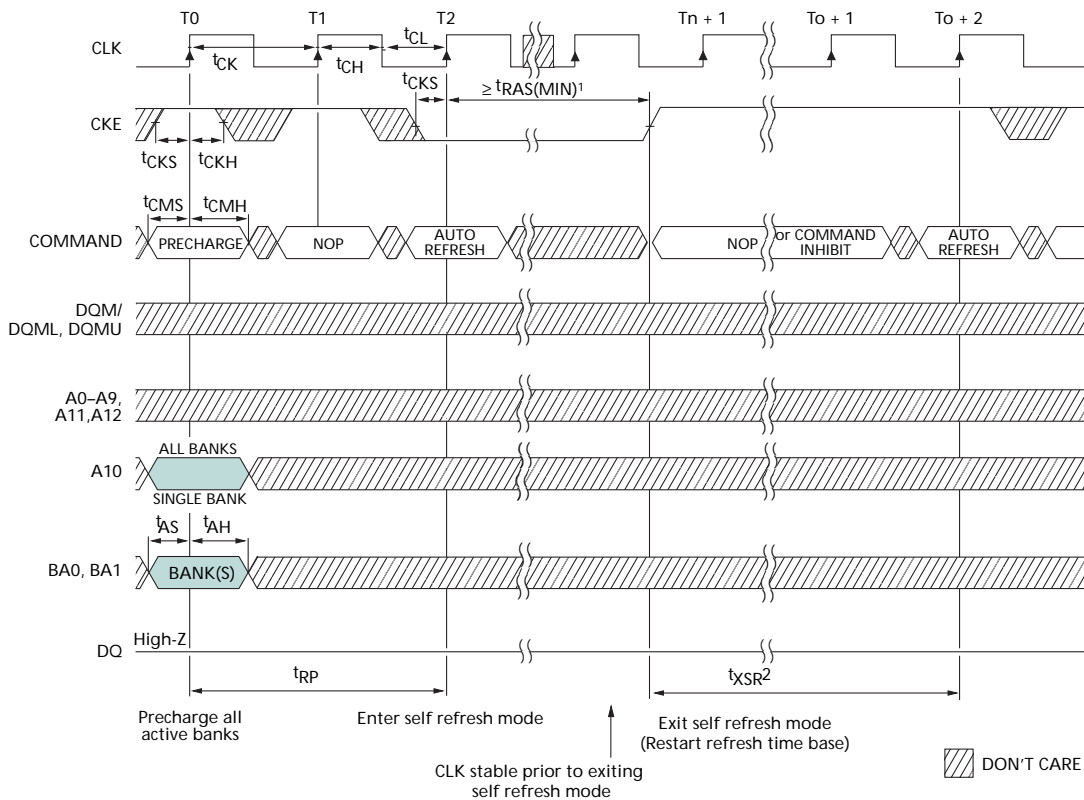 T0 T1 T2 Tn + 1 To + 1 To + 2
CLK
tCK tCH tCL
tCKS ≥ tRAS(MIN)¹
CKE
tCKS tCKH
tCMS tCMH
COMMAND PRECHARGE NOP AUTO REFRESH NOP or COMMAND INHIBIT AUTO REFRESH
DQM/
DQML, DQMU
A0–A9,
A11,A12
ALL BANKS
A10
SINGLE BANK
tAS tAH
BA0, BA1 BANK(S)
High-Z
DQ
tRP tXSR²
Precharge all
active banks
Enter self refresh mode
Exit self refresh mode
(Restart refresh time base)
CLK stable prior to exiting
self refresh mode
DON'T CARE